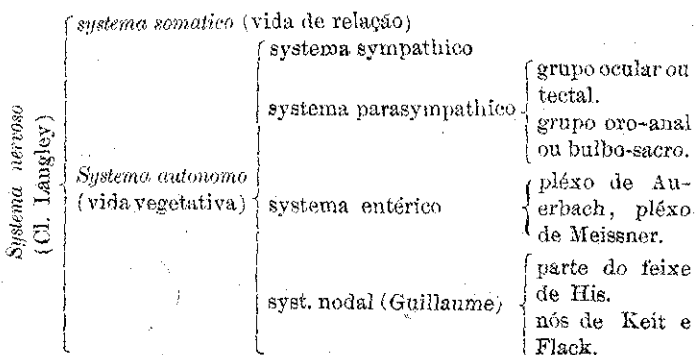 Systema nervoso
(Cl. Langley)
systema somatico (vida de relação)
Systema autonomo
(vida vegetativa)
systema sympathico
systema parasympathico
grupo ocular ou
tectal.
grupo oro-anal
ou bulbo-sacro.
systema entérico
pléxo de Au-
erbach, pléxo
de Meissner.
syst. nodal (Guillaume)
parte do feixe
de His.
nós de Keit e
Flack.